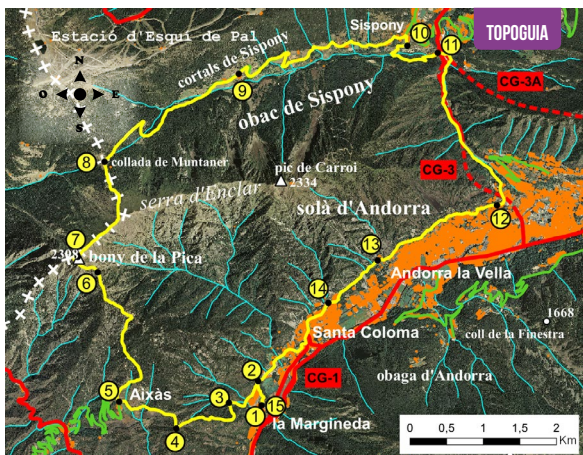 TOPOGUIA
Estació d'Esquí de Pal
Sispony
10
11
N
O E
S
cortals de Sispony
9
CG-3A
obac de Sispony
8
collada de Muntaner
pic de Carroi
2334
CG-3
serra d'Enclar
solà d'Andorra
12
7
2308
bony de la Pica
13
6
Andorra la Vella
14
1668
Santa Coloma
coll de la Finestra
2
CG-1
obaga d'Andorra
5
Aixàs
3
1
15
la Margineda
4
0 0,5 1 1,5 2
Km